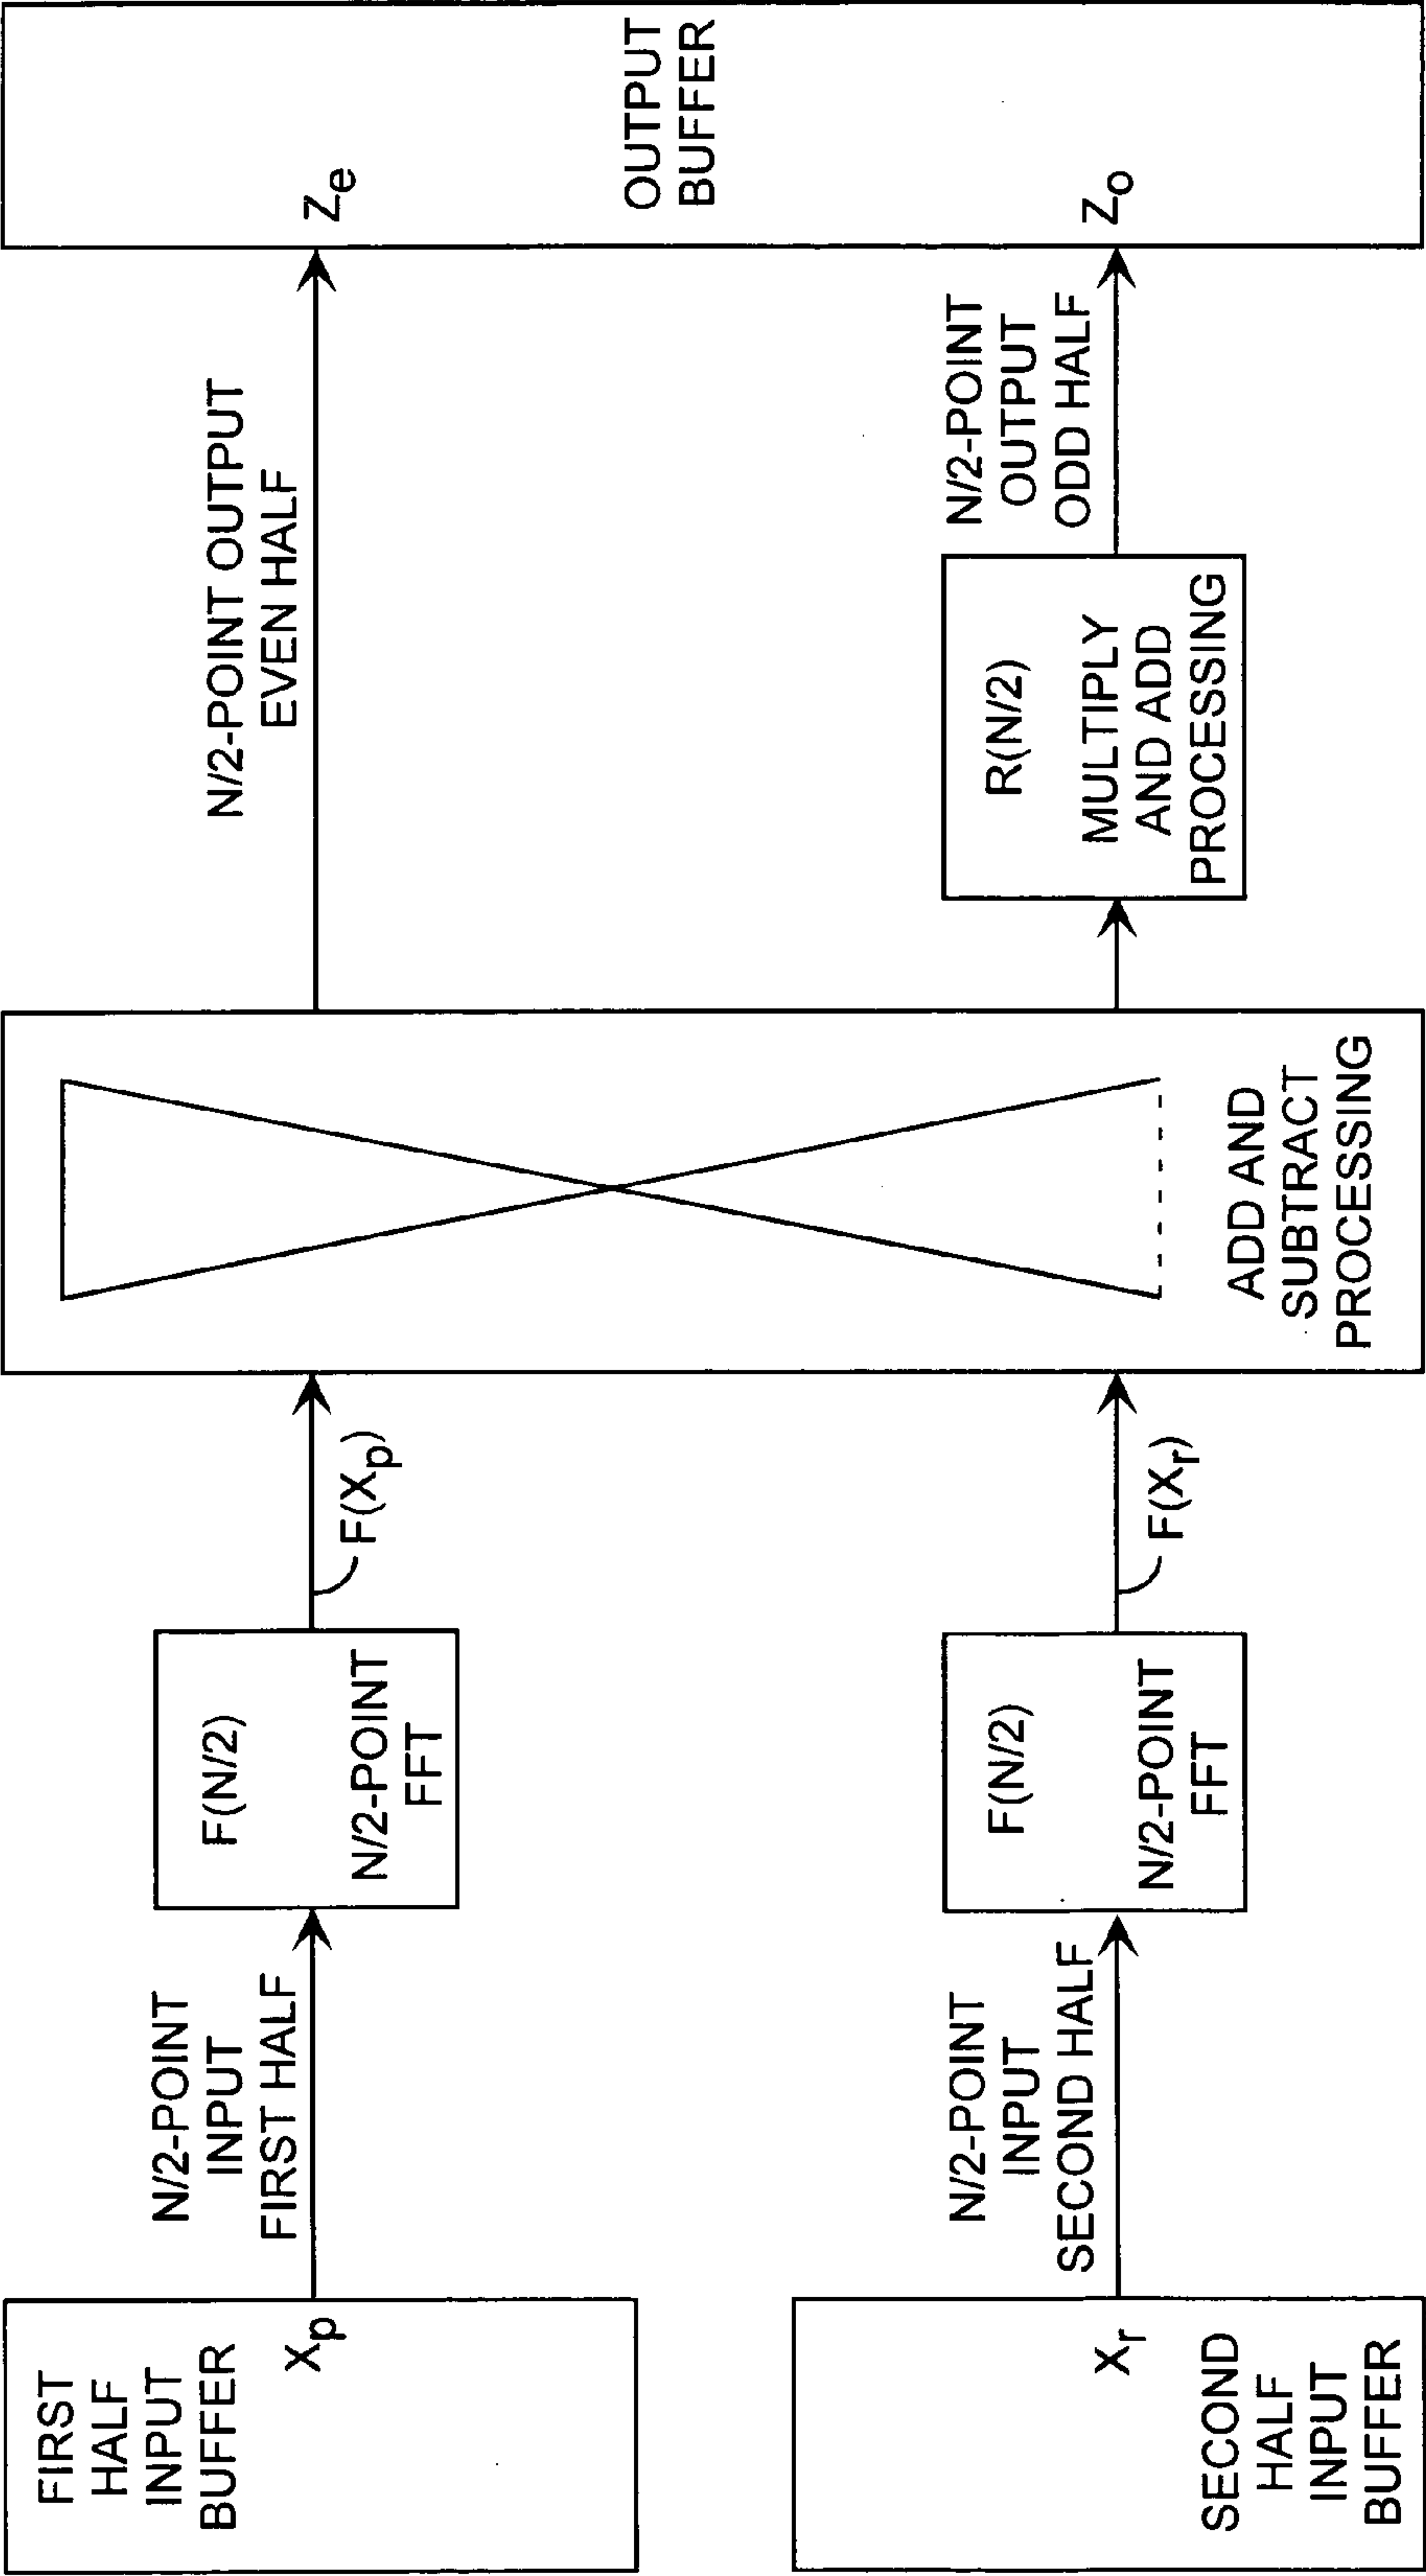 FIRST
HALF
INPUT
BUFFER
Xp
N/2-POINT
INPUT
FIRST HALF
F(N/2)
N/2-POINT
FFT
F(Xp)
SECOND
HALF
INPUT
BUFFER
Xr
N/2-POINT
INPUT
SECOND HALF
F(N/2)
N/2-POINT
FFT
F(Xr)
ADD AND
SUBTRACT
PROCESSING
N/2-POINT OUTPUT
EVEN HALF
R(N/2)
MULTIPLY
AND ADD
PROCESSING
N/2-POINT
OUTPUT
ODD HALF
Ze
OUTPUT
BUFFER
Zo